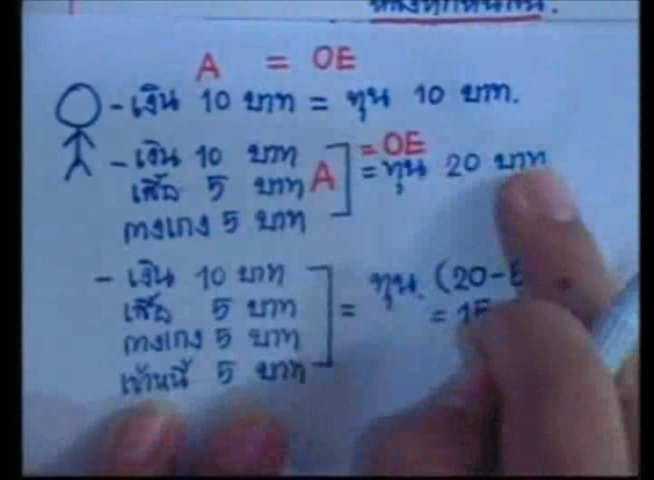 A = OE
- เงิน 10 บาท = ทุน 10 บาท.
- เงิน 10 บาท = OE
เสื้อ 5 บาท A = ทุน 20 บาท
กางเกง 5 บาท
- เงิน 10 บาท
เสื้อ 5 บาท = ทุน. (20-
กางเกง 5 บาท = 15
เจ้าหนี้ 5 บาท